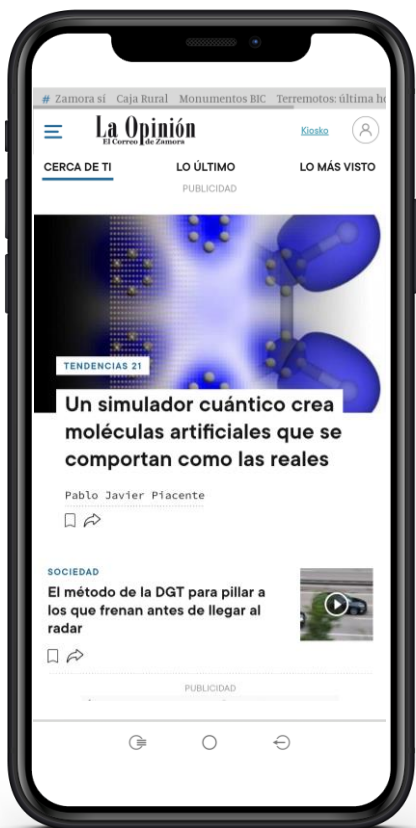 # Zamora sí Caja Rural Monumentos BIC Terremotos: última
La Opinión
El Correo de Zamora
Kiosko
CERCA DE TI LO ÚLTIMO LO MÁS VISTO
PUBLICIDAD
TENDENCIAS 21
Un simulador cuántico crea
moléculas artificiales que se
comportan como las reales
Pablo Javier Piacente
SOCIEDAD
El método de la DGT para pillar a
los que frenan antes de llegar al
radar
PUBLICIDAD